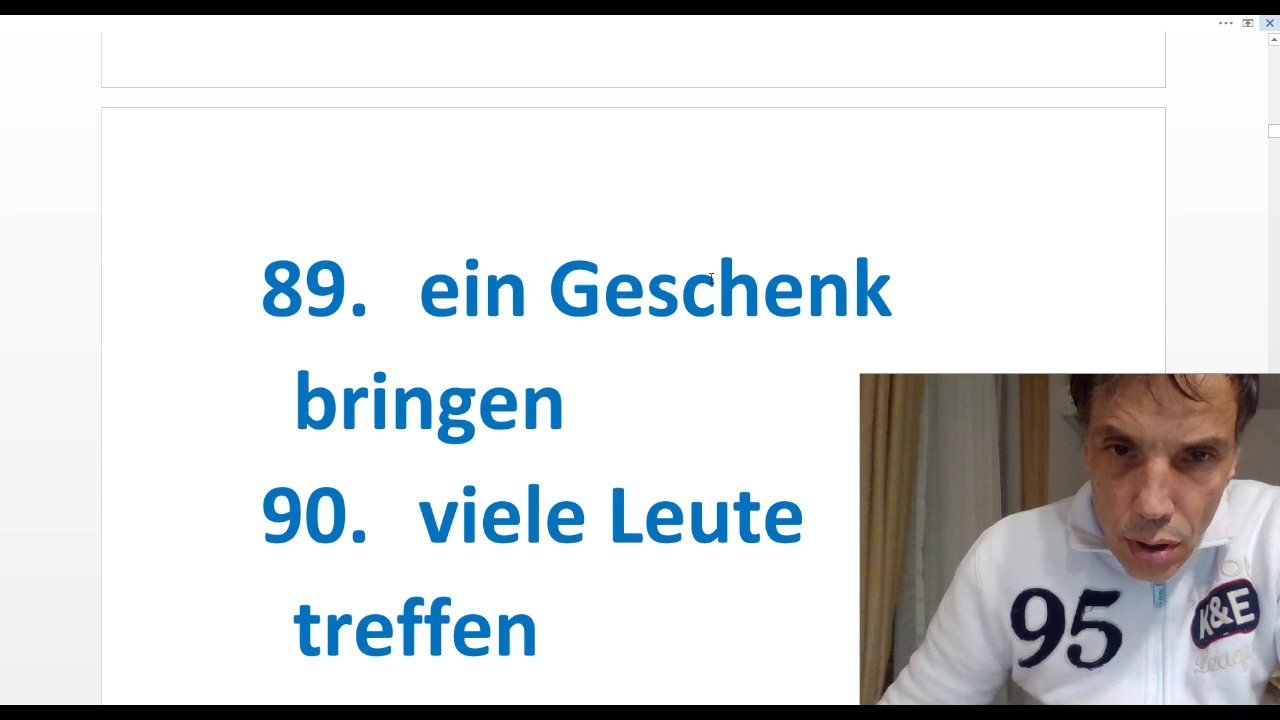 89. ein Geschenk
bringen
90. viele Leute
treffen
95
K&E